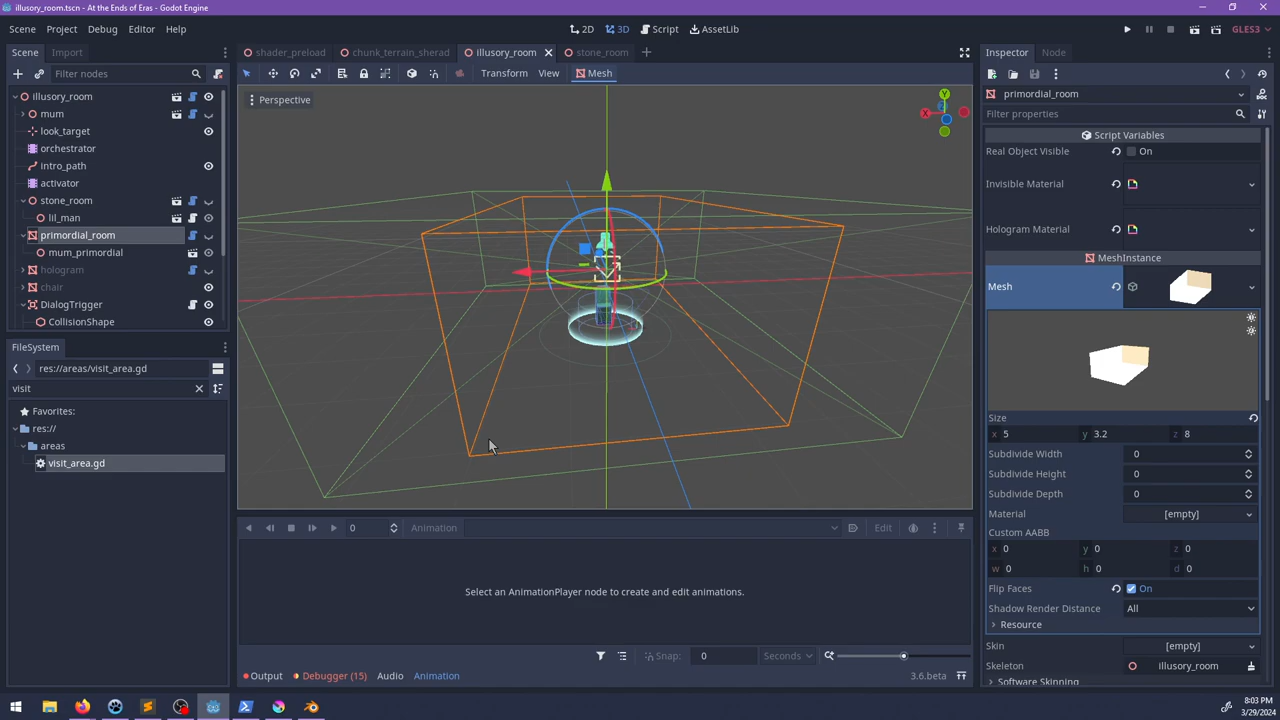 illusory_room.tscn - At the Ends of Eras - Godot Engine
Scene Project Debug Editor Help
2D 3D Script AssetLib
GLES3
Scene Import
shader_preload chunk_terrain_sherad illusory_room stone_room
Inspector Node
Filter nodes
Transform View Mesh
illusory_room
mum
look_target
orchestrator
intro_path
activator
stone_room
lil_man
primordial_room
mum_primordial
hologram
chair
DialogTrigger
CollisionShape
FileSystem
res://areas/visit_area.gd
visit
Favorites:
res://
areas
visit_area.gd
Perspective
Y
X
0
Animation
Edit
Select an AnimationPlayer node to create and edit animations.
Snap: 0 Seconds
Output Debugger (15) Audio Animation
3.6.beta
primordial_room
Filter properties
Script Variables
Real Object Visible On
Invisible Material
Hologram Material
MeshInstance
Mesh
Size
x 5 y 3.2 z 8
Subdivide Width 0
Subdivide Height 0
Subdivide Depth 0
Material [empty]
Custom AABB
x 0 y 0 z 0
w 0 h 0 d 0
Flip Faces On
Shadow Render Distance All
Resource
Skin [empty]
Skeleton illusory_room
Software Skinning
8:03 PM
3/29/2024